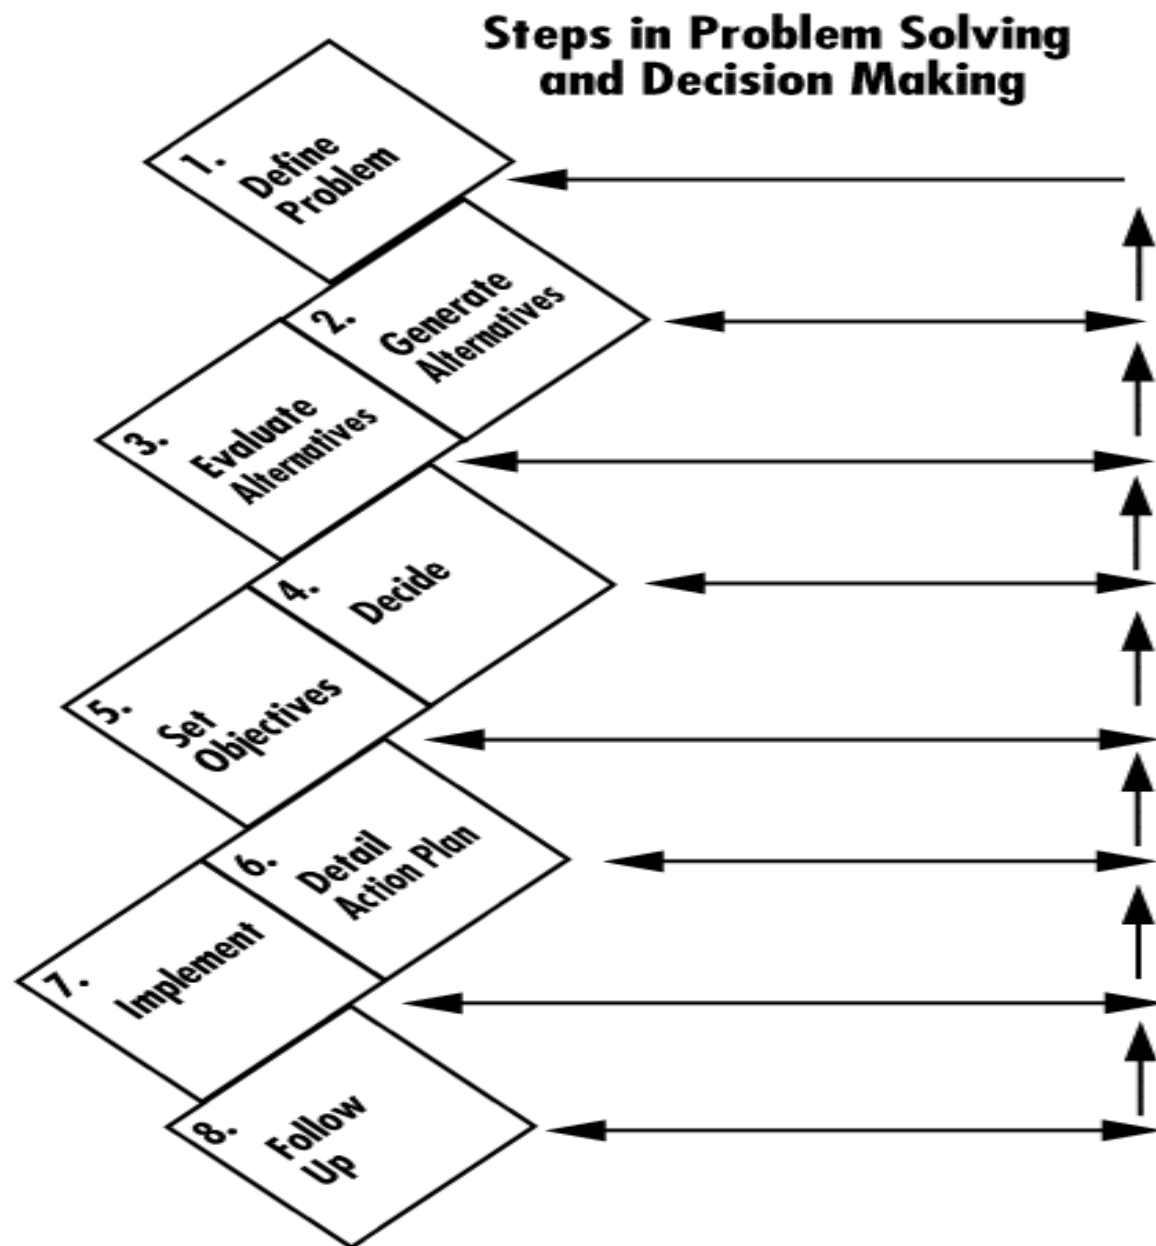 Steps in Problem Solving
and Decision Making
1.
Define
Problem
2.
Generate
Alternatives
3.
Evaluate
Alternatives
4.
Decide
5.
Set
Objectives
6.
Detail
Action Plan
7.
Implement
8.
Follow
Up